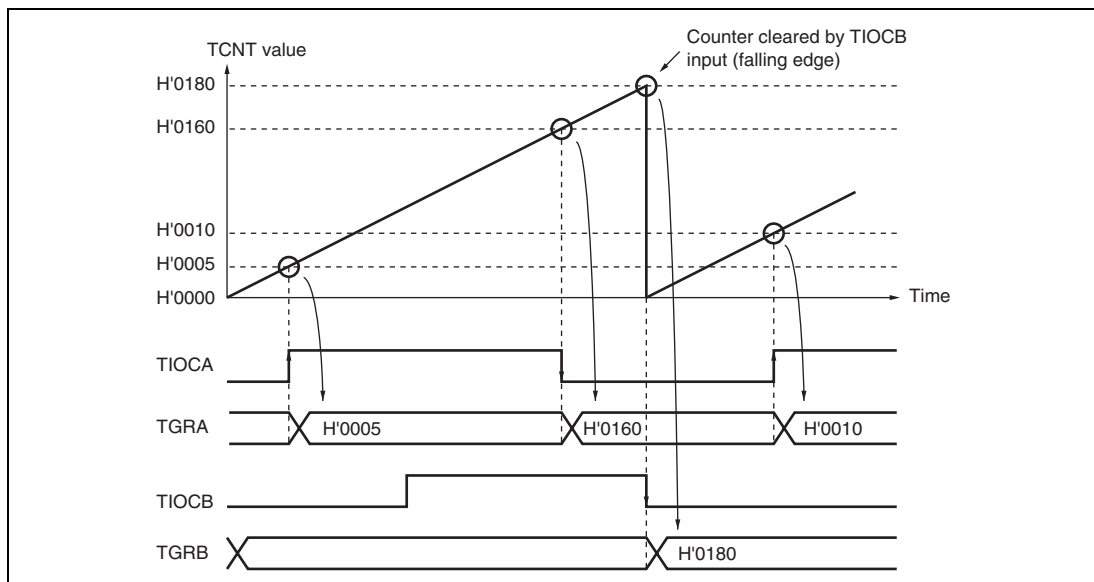 Counter cleared by TIOCB
input (falling edge)
TCNT value
H'0180
H'0160
H'0010
H'0005
H'0000
Time
TIOCA
TGRA
H'0005
H'0160
H'0010
TIOCB
TGRB
H'0180